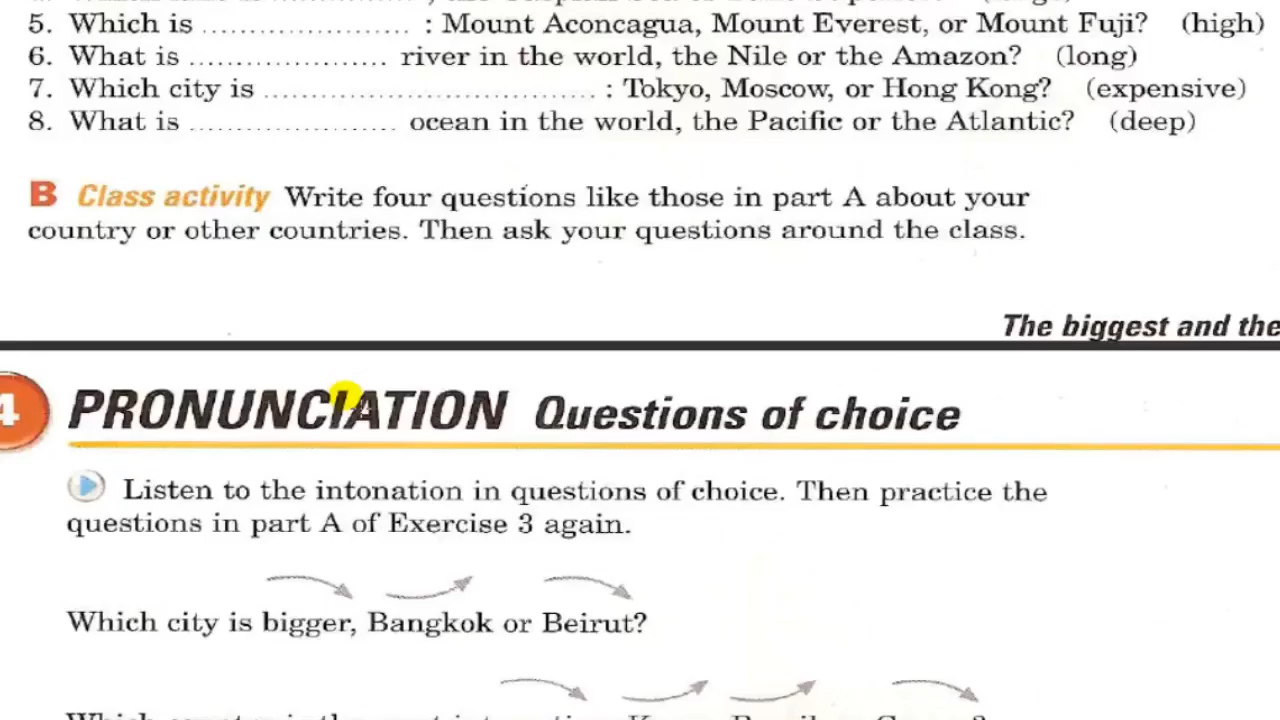 5. Which is ...................... : Mount Aconcagua, Mount Everest, or Mount Fuji? (high)
6. What is .................... river in the world, the Nile or the Amazon? (long)
7. Which city is .................................. : Tokyo, Moscow, or Hong Kong? (expensive)
8. What is ..................... ocean in the world, the Pacific or the Atlantic? (deep)
B Class activity Write four questions like those in part A about your
country or other countries. Then ask your questions around the class.
The biggest and the
4 PRONUNCIATION Questions of choice
Listen to the intonation in questions of choice. Then practice the
questions in part A of Exercise 3 again.
Which city is bigger, Bangkok or Beirut?